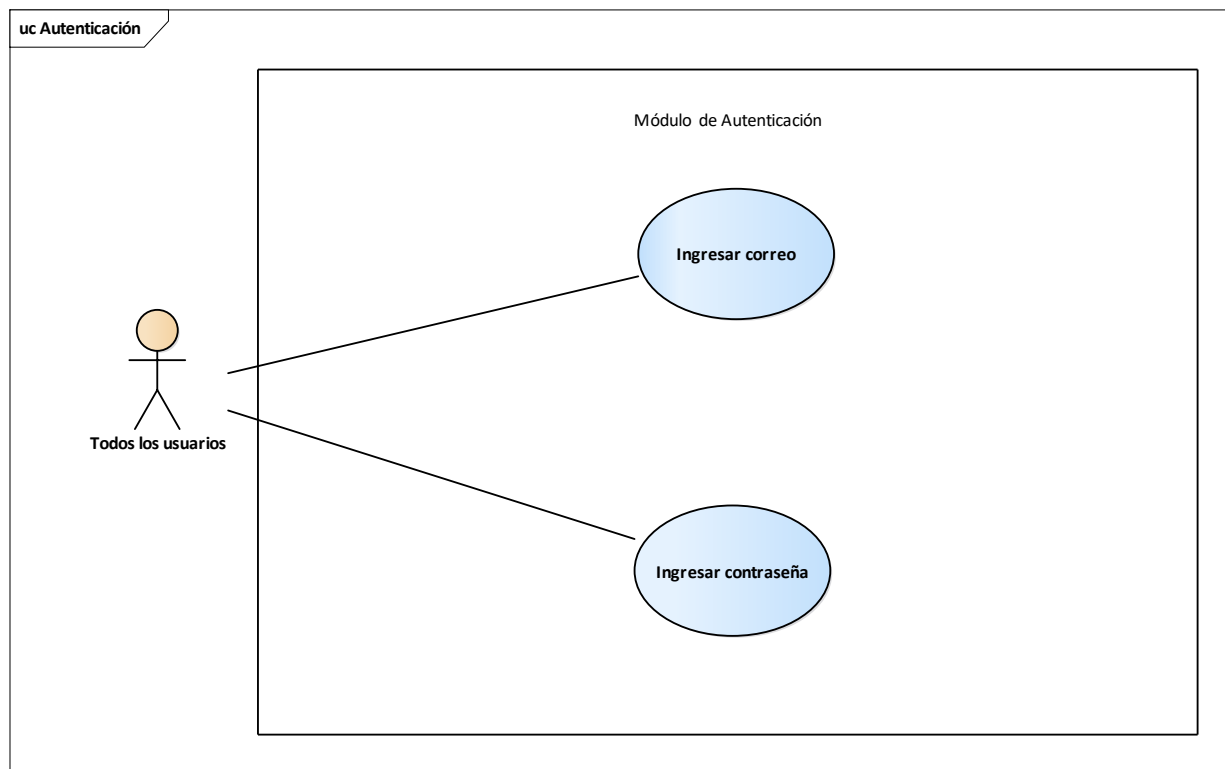 uc Autenticación
Módulo de Autenticación
Ingresar correo
Todos los usuarios
Ingresar contraseña